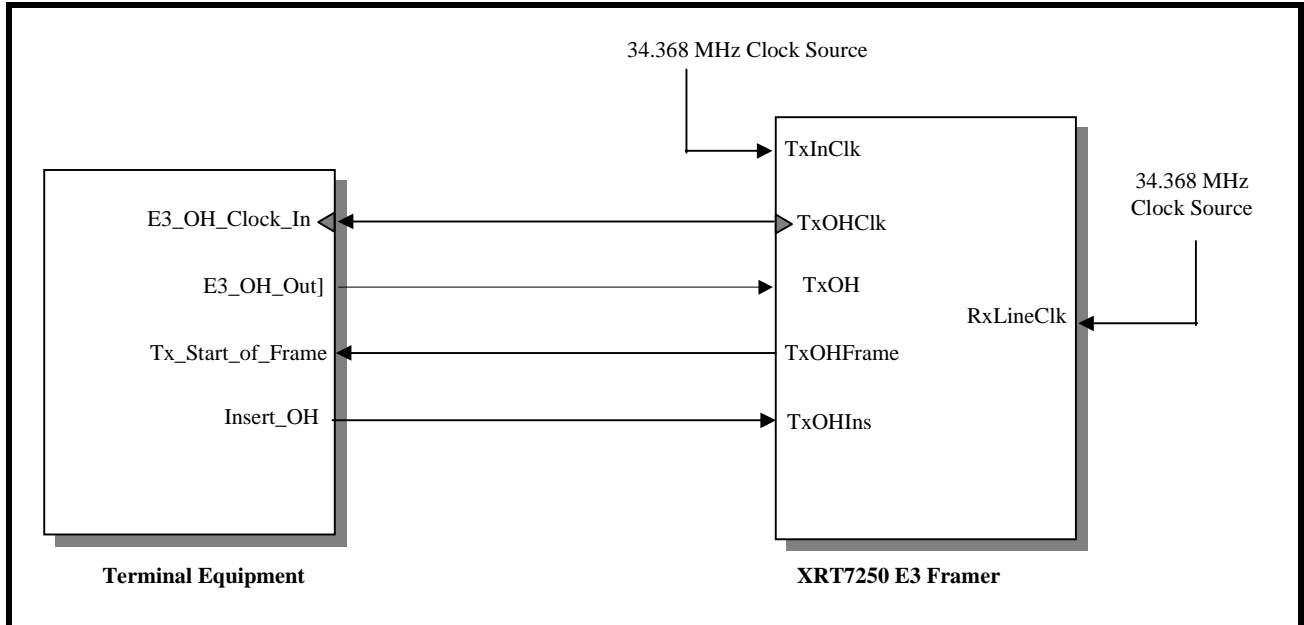 34.368 MHz Clock Source
TxInClk
34.368 MHz
Clock Source
E3_OH_Clock_In
TxOHClk
E3_OH_Out]
TxOH
RxLineClk
Tx_Start_of_Frame
TxOHFrame
Insert_OH
TxOHIns
Terminal Equipment
XRT7250 E3 Framer